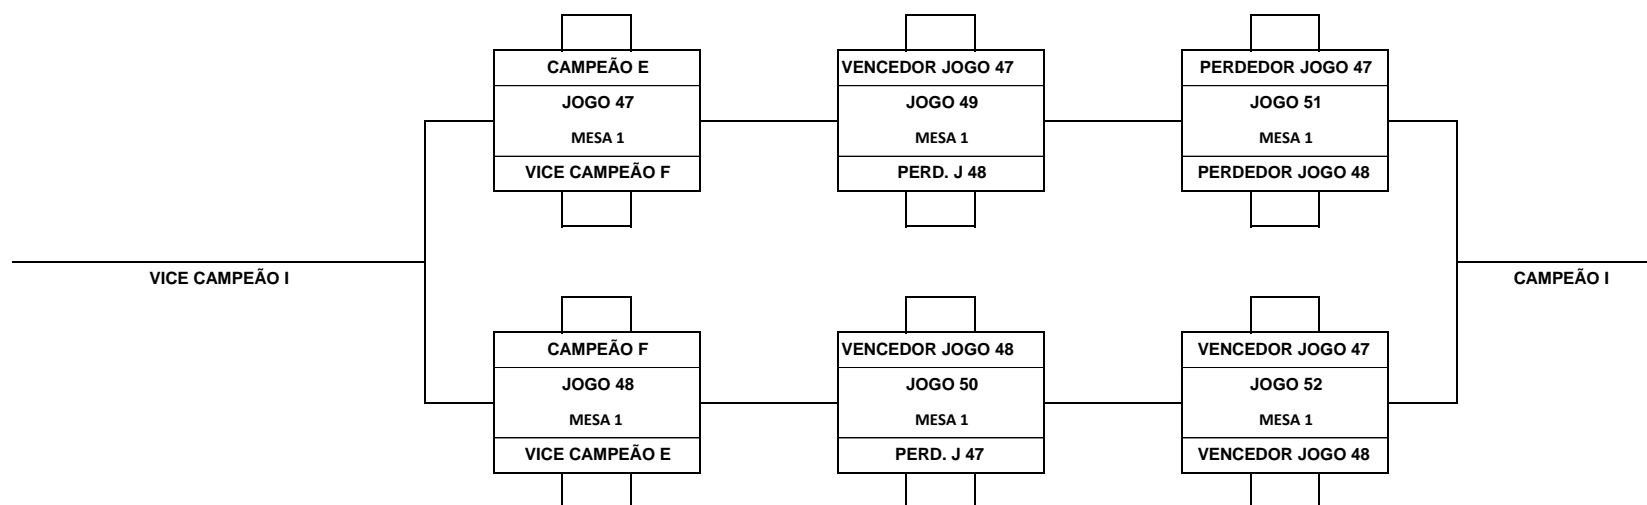 CAMPEÃO E
JOGO 47
MESA 1
VICE CAMPEÃO F
VENCEDOR JOGO 47
JOGO 49
MESA 1
PERD. J 48
PERDEDOR JOGO 47
JOGO 51
MESA 1
PERDEDOR JOGO 48
VICE CAMPEÃO I
CAMPEÃO I
CAMPEÃO F
JOGO 48
MESA 1
VICE CAMPEÃO E
VENCEDOR JOGO 48
JOGO 50
MESA 1
PERD. J 47
VENCEDOR JOGO 47
JOGO 52
MESA 1
VENCEDOR JOGO 48